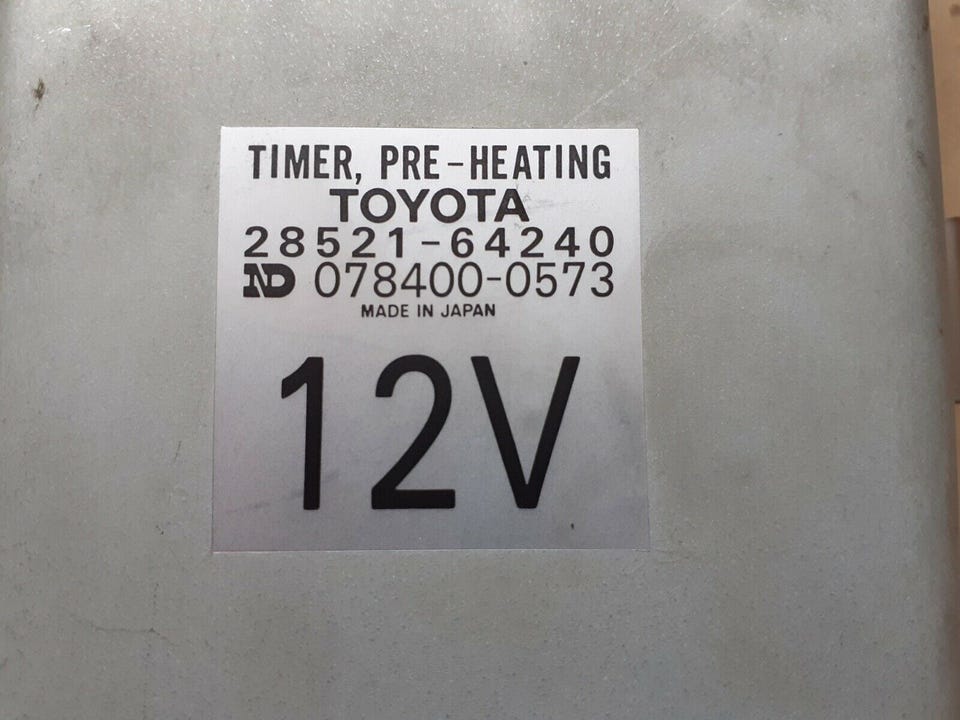 TIMER, PRE-HEATING
TOYOTA
28521-64240
ND 078400-0573
MADE IN JAPAN
12V